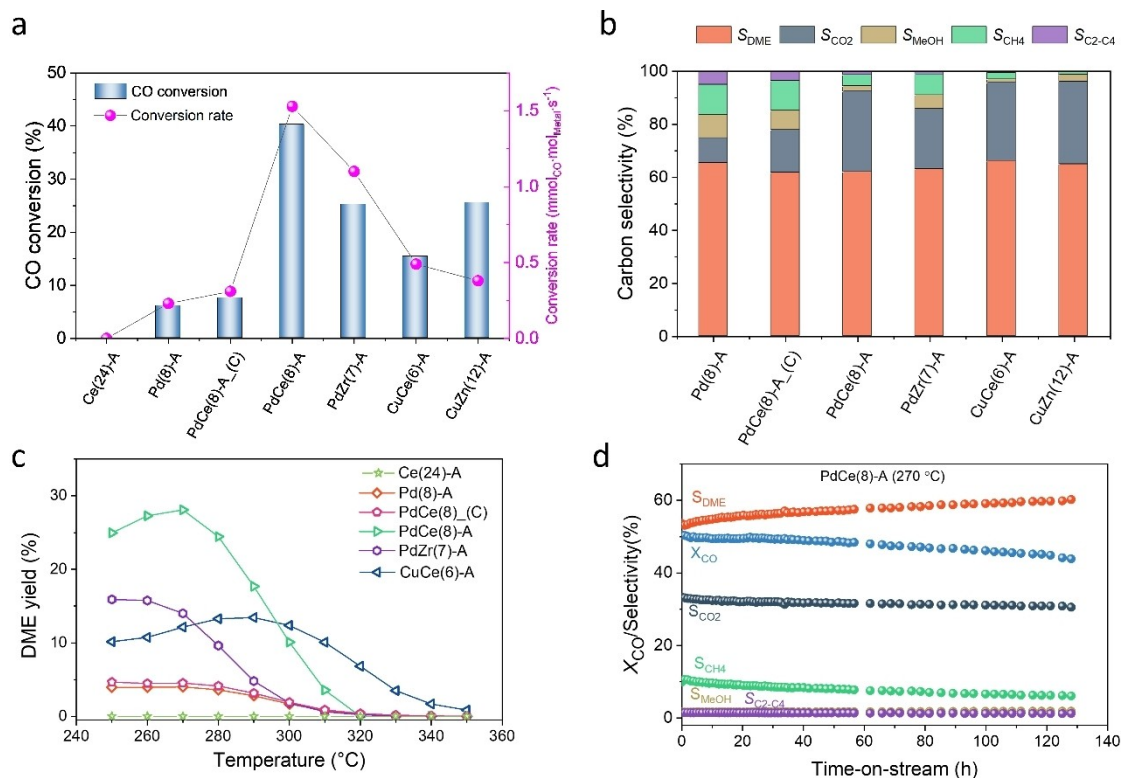 a
CO conversion
Conversion rate
CO conversion (%)
50
40
30
20
10
0
1.5
1.0
0.5
0.0
Conversion rate (mmolCO·molMetal·s⁻¹)
Ce(24)-A
Pd(8)-A
PdCe(8)-A_(C)
PdCe(8)-A
PdZr(7)-A
CuCe(6)-A
CuZn(12)-A
b
SDME SCO2 SMeOH SCH4 SC2-C4
Carbon selectivity (%)
100
80
60
40
20
0
Pd(8)-A
PdCe(8)-A_(C)
PdCe(8)-A
PdZr(7)-A
CuCe(6)-A
CuZn(12)-A
c
Ce(24)-A
Pd(8)-A
PdCe(8)_(C)
PdCe(8)-A
PdZr(7)-A
CuCe(6)-A
DME yield (%)
30
20
10
0
260 280 300 320 340 360
Temperature (°C)
d
PdCe(8)-A (270 °C)
SDME
XCO
SCO2
SCH4
SMeOH
SC2-C4
XCO/Selectivity(%)
60
40
20
0
0 20 40 60 80 100 120 140
Time-on-stream (h)